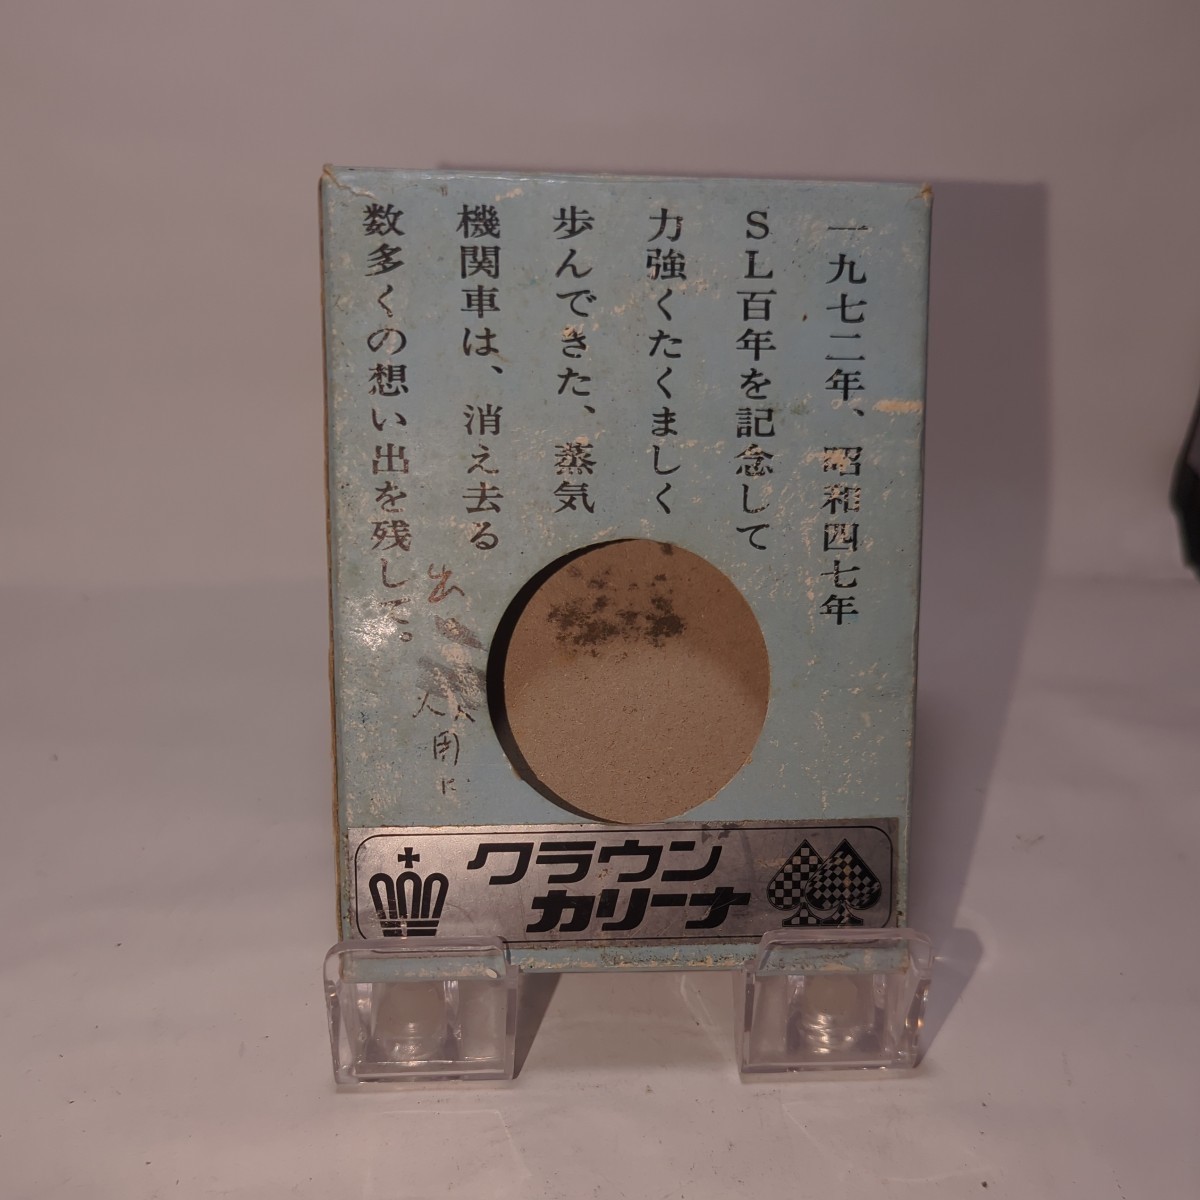 一九七二年、昭和四七年
SL百年を記念して
力強くたくましく
歩んできた、蒸気
機関車は、消え去る
数多くの想い出を残して。
クラウン
カリーナ